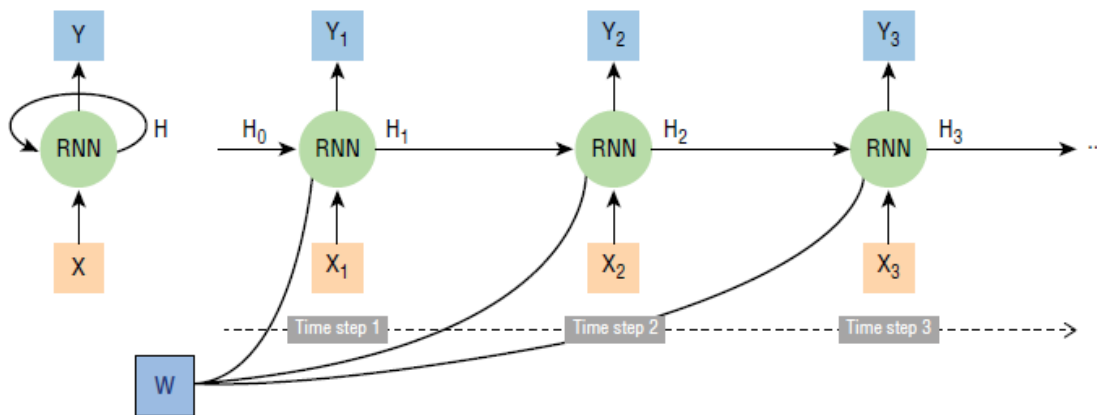 Y Y₁ Y₂ Y₃
RNN H H₀ RNN H₁ RNN H₂ RNN H₃ ...
X X₁ X₂ X₃
Time step 1 Time step 2 Time step 3
W